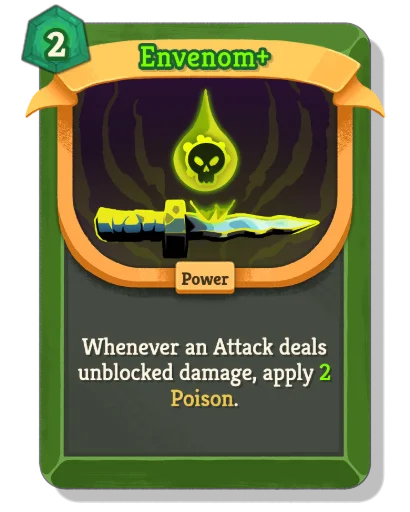 2
Envenom+
Power
Whenever an Attack deals
unblocked damage, apply 2
Poison.